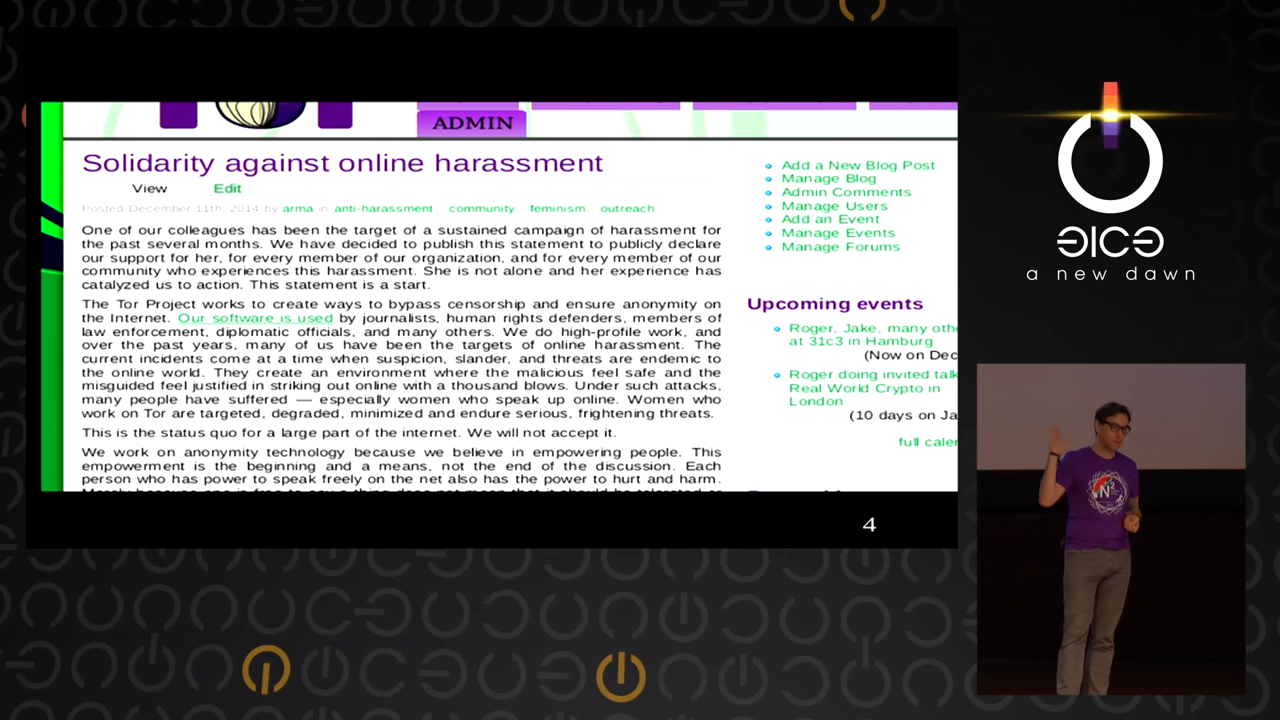 ADMIN
Solidarity against online harassment
View Edit
Posted December 11th, 2014 by arma in anti-harassment community feminism outreach
One of our colleagues has been the target of a sustained campaign of harassment for
the past several months. We have decided to publish this statement to publicly declare
our support for her, for every member of our organization, and for every member of our
community who experiences this harassment. She is not alone and her experience has
catalyzed us to action. This statement is a start.
The Tor Project works to create ways to bypass censorship and ensure anonymity on
the Internet. Our software is used by journalists, human rights defenders, members of
law enforcement, diplomatic officials, and many others. We do high-profile work, and
over the past years, many of us have been the targets of online harassment. The
current incidents come at a time when suspicion, slander, and threats are endemic to
the online world. They create an environment where the malicious feel safe and the
misguided feel justified in striking out online with a thousand blows. Under such attacks,
many people have suffered — especially women who speak up online. Women who
work on Tor are targeted, degraded, minimized and endure serious, frightening threats.
This is the status quo for a large part of the internet. We will not accept it.
We work on anonymity technology because we believe in empowering people. This
empowerment is the beginning and a means, not the end of the discussion. Each
person who has power to speak freely on the net also has the power to hurt and harm.
Add a New Blog Post
Manage Blog
Admin Comments
Manage Users
Add an Event
Manage Events
Manage Forums
Upcoming events
Roger, Jake, many othe
at 31c3 in Hamburg
(Now on Dec
Roger doing invited talk
Real World Crypto in
London
(10 days on Ja
full caler
4
a new dawn
N²